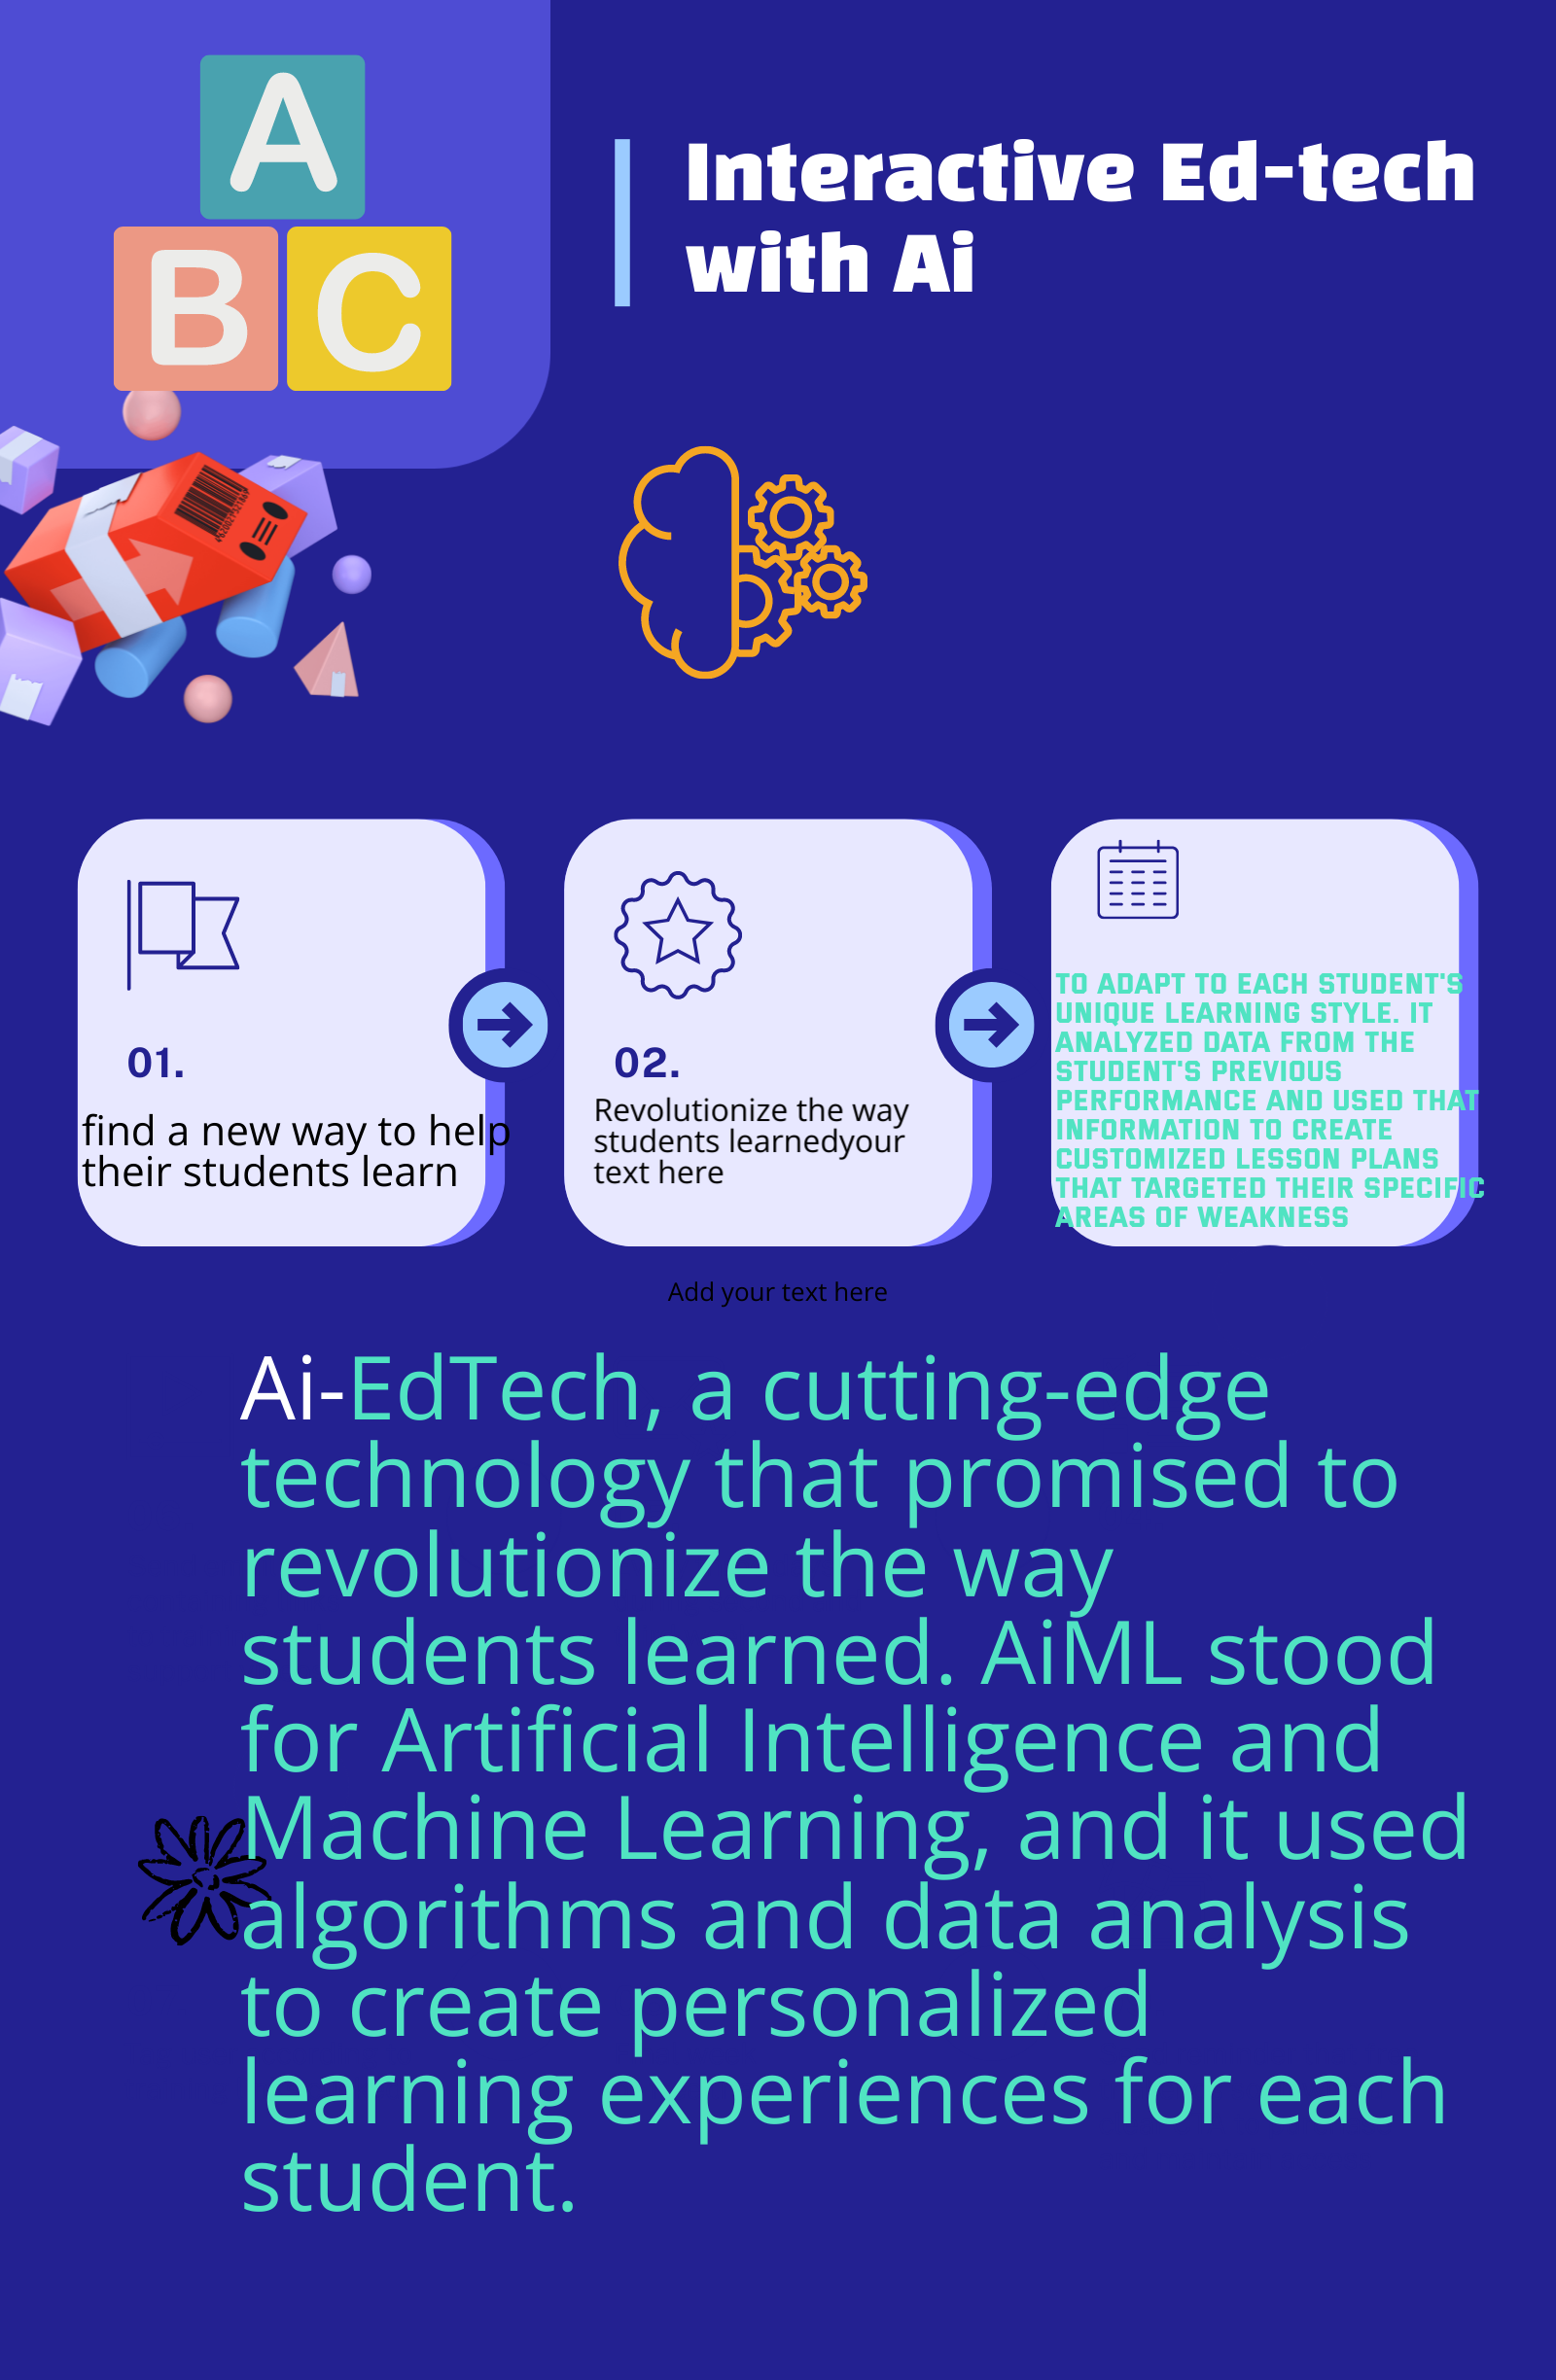 A
B C
Interactive Ed-tech
with Ai
01.
find a new way to help
their students learn
02.
Revolutionize the way
students learnedyour
text here
TO ADAPT TO EACH STUDENT'S
UNIQUE LEARNING STYLE. IT
ANALYZED DATA FROM THE
STUDENT'S PREVIOUS
PERFORMANCE AND USED THAT
INFORMATION TO CREATE
CUSTOMIZED LESSON PLANS
THAT TARGETED THEIR SPECIFIC
AREAS OF WEAKNESS
Add your text here
Ai-EdTech, a cutting-edge
technology that promised to
revolutionize the way
students learned. AiML stood
for Artificial Intelligence and
Machine Learning, and it used
algorithms and data analysis
to create personalized
learning experiences for each
student.